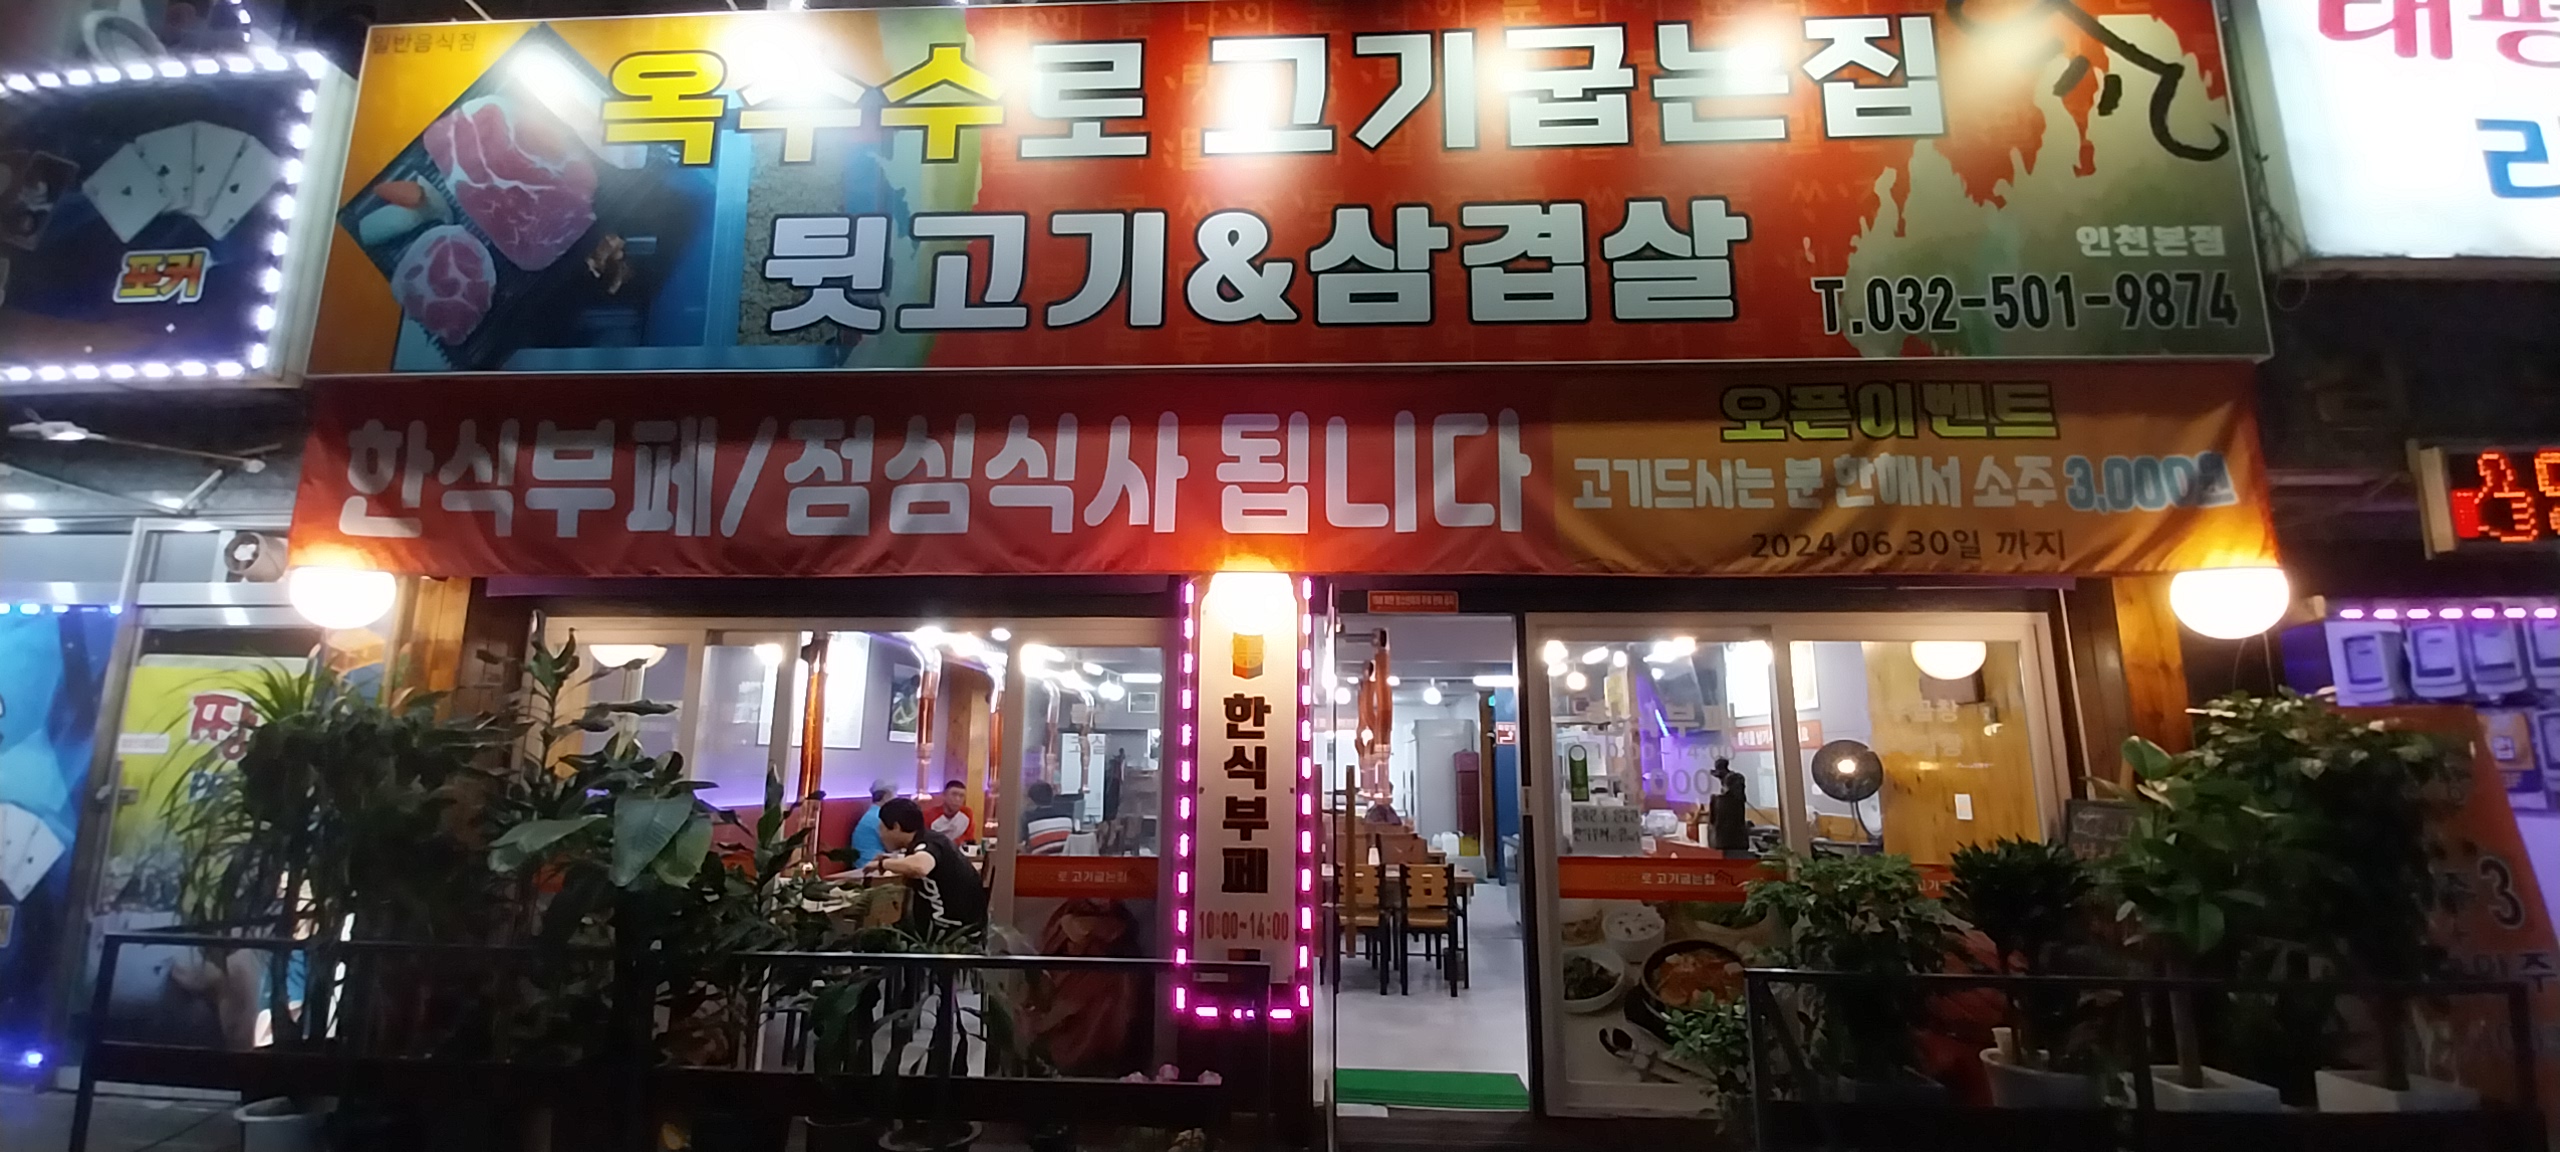 일반음식점
옥수수로 고기굽는집
뒷고기&삼겹살
인천본점
T.032-501-9874
포커
태평
한식부페/점심식사 됩니다
오픈이벤트
고기드시는 분 한해서 소주 3,000원
2024.06.30일 까지
한식부페
10:00~14:00
로 고기굽는집
짱
3